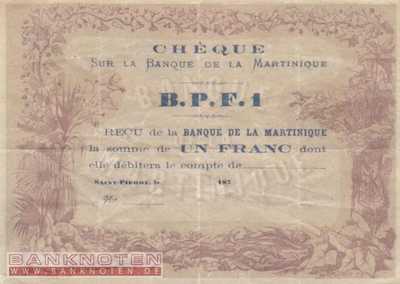 CHÈQUE
SUR LA BANQUE DE LA MARTINIQUE
B.P.F.1
REÇU de la BANQUE DE LA MARTINIQUE
la somme de UN FRANC dont
elle débitera le compte de
SAINT-PIERRE, le 187
BANKNOTEN
WWW.BANKNOTEN.DE